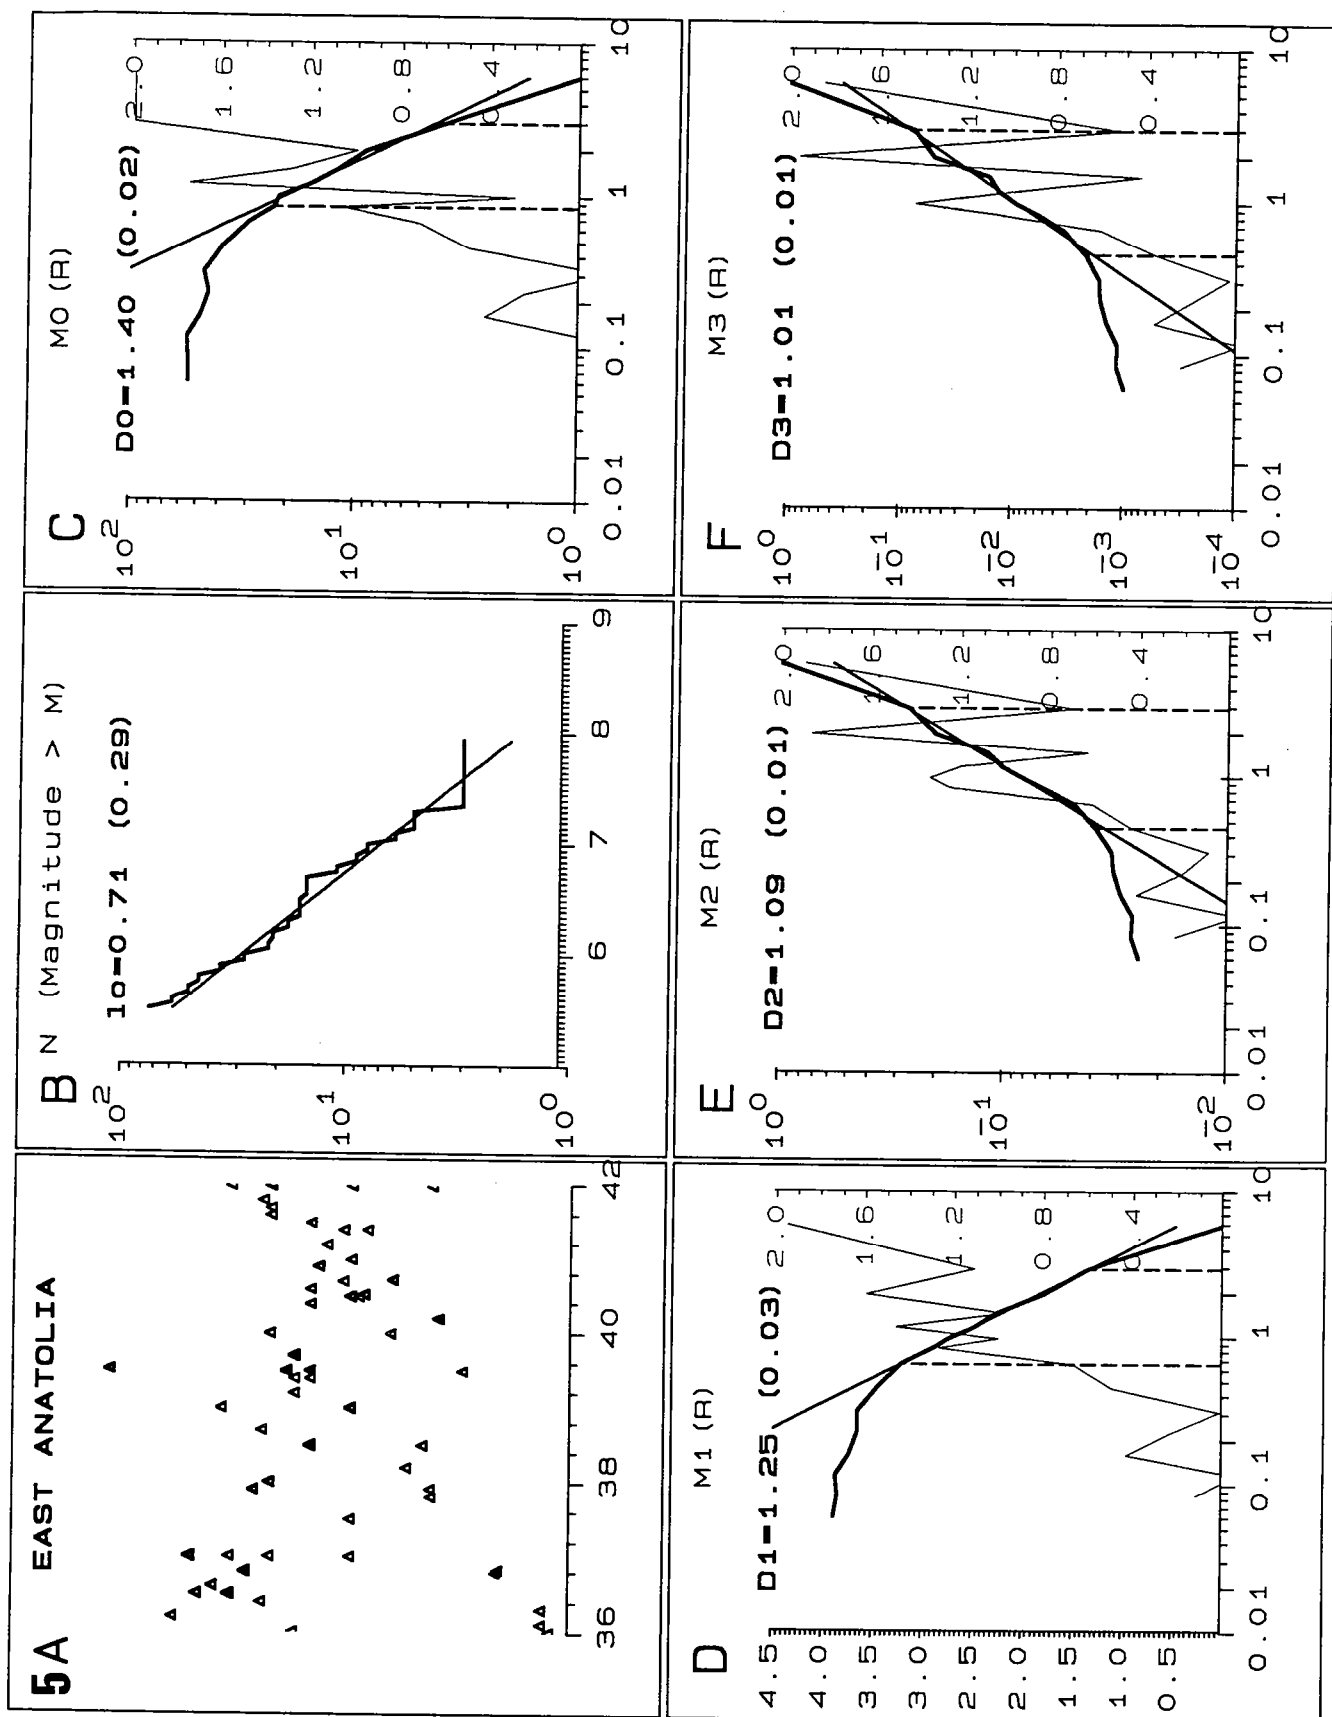 5A EAST ANATOLIA
36 38 40 42
B N (Magnitude > M)
lo=0.71 (0.29)
10²
10¹
10⁰
6 7 8 9
C M0 (R)
D0=1.40 (0.02)
10²
10¹
10⁰
2.0
1.6
1.2
0.8
0.4
0.01 0.1 1 10
D M1 (R)
D1=1.25 (0.03)
4.5
4.0
3.5
3.0
2.5
2.0
1.5
1.0
0.5
2.0
1.6
1.2
0.8
0.4
0.01 0.1 1 10
E M2 (R)
D2=1.09 (0.01)
10⁰
10⁻¹
10⁻²
2.0
1.6
1.2
0.8
0.4
0.01 0.1 1 10
F M3 (R)
D3=1.01 (0.01)
10⁰
10⁻¹
10⁻²
10⁻³
10⁻⁴
2.0
1.6
1.2
0.8
0.4
0.01 0.1 1 10